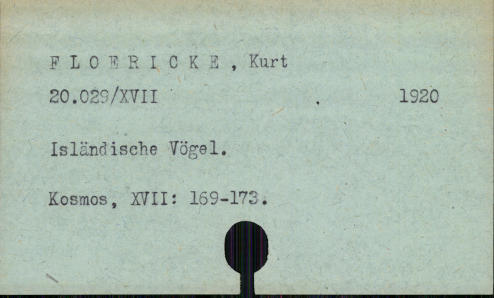 F L O E R I C K E , Kurt
20.029/XVII 1920
Isländische Vögel.
Kosmos, XVII: 169-173.